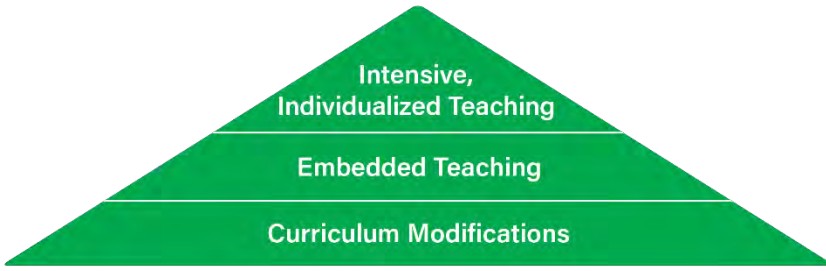 Intensive,
Individualized Teaching
Embedded Teaching
Curriculum Modifications